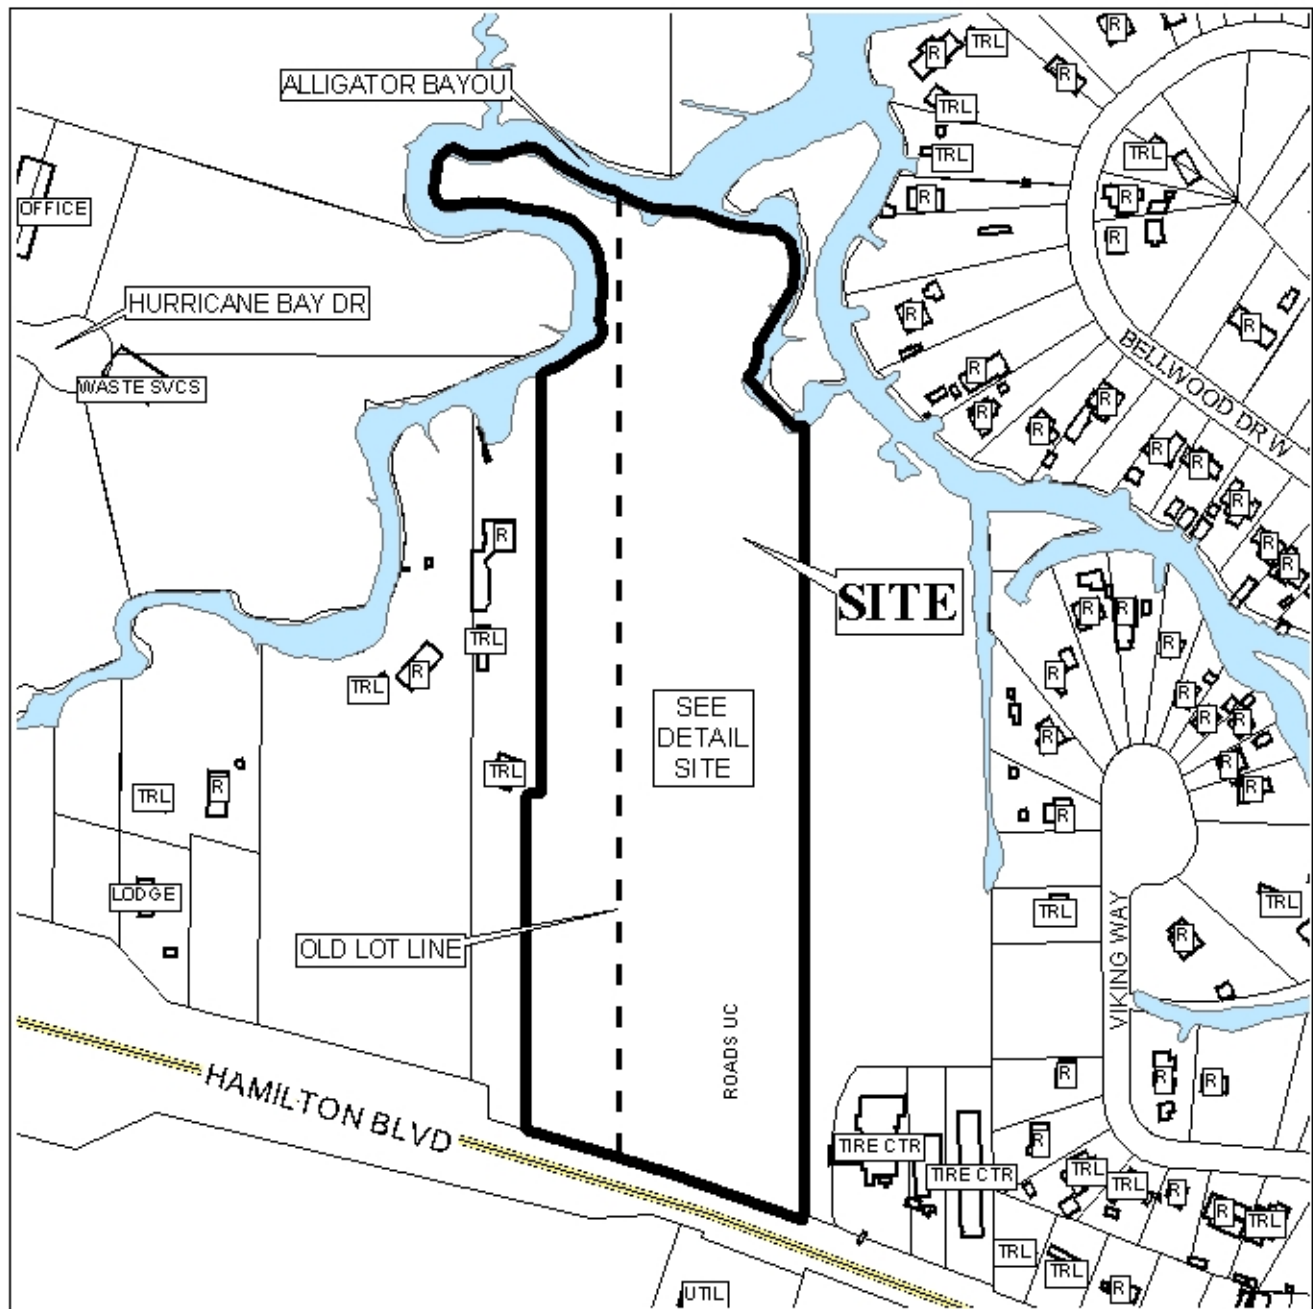 R
TRL
R
R
ALLIGATOR BAYOU
TRL
TRL
TRL
OFFICE
R
R
R
HURRICANE BAY DR
R
R
BELLWOOD DR W
WASTE SVCS
R
R
R
R
R
R
R
R
R
R
SITE
R
R
TRL
R
R
R
TRL
SEE
DETAIL
SITE
R
R
R
R
R
TRL
R
R
TRL
R
LODGE
TRL
TRL
OLD LOT LINE
R
VIKING WAY
ROADS UC
HAMILTON BLVD
R
R
R
TIRE CTR
R
TIRE CTR
TRL
TRL
R
R
TRL
TRL
TRL
R
UTIL